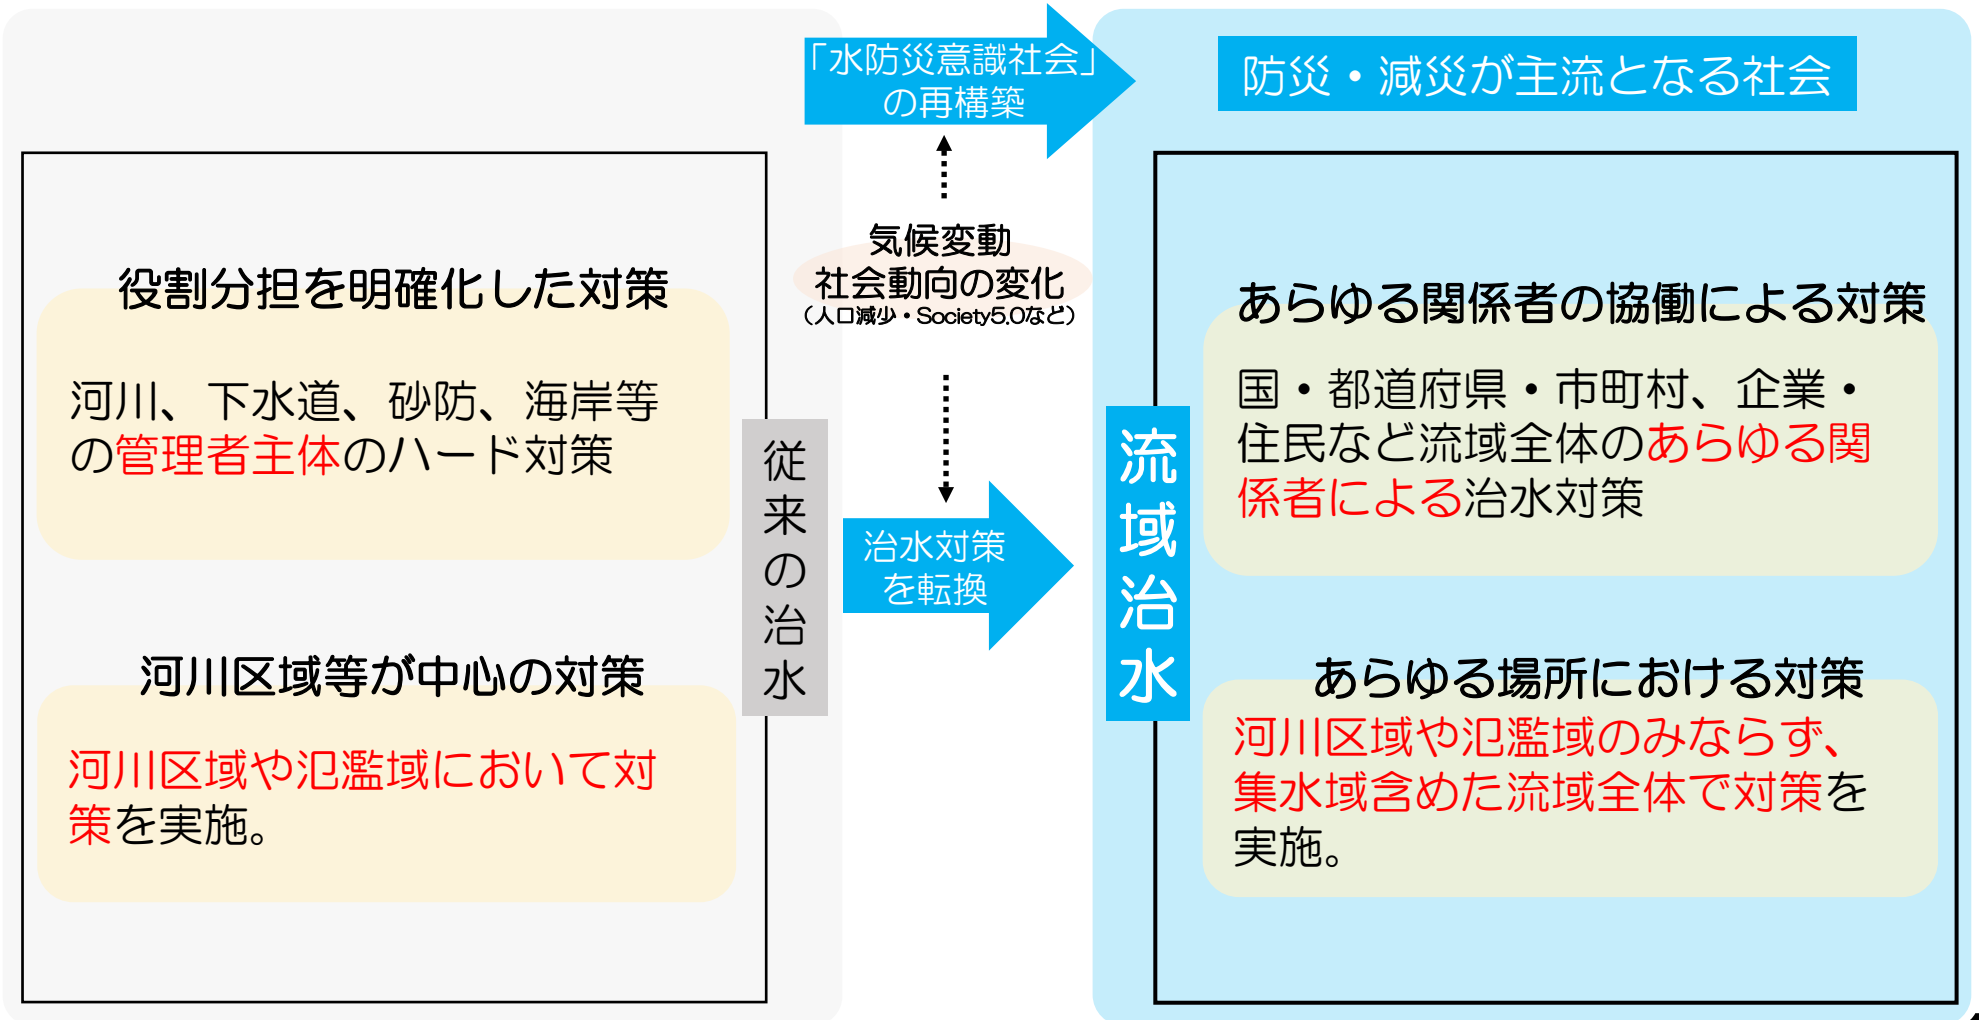 「水防災意識社会」
の再構築
防災・減災が主流となる社会
気候変動
社会動向の変化
（人口減少・Society5.0など）
役割分担を明確化した対策
河川、下水道、砂防、海岸等
の管理者主体のハード対策
河川区域等が中心の対策
河川区域や氾濫域において対
策を実施。
従来の治水
治水対策
を転換
流域治水
あらゆる関係者の協働による対策
国・都道府県・市町村、企業・
住民など流域全体のあらゆる関
係者による治水対策
あらゆる場所における対策
河川区域や氾濫域のみならず、
集水域含めた流域全体で対策を
実施。